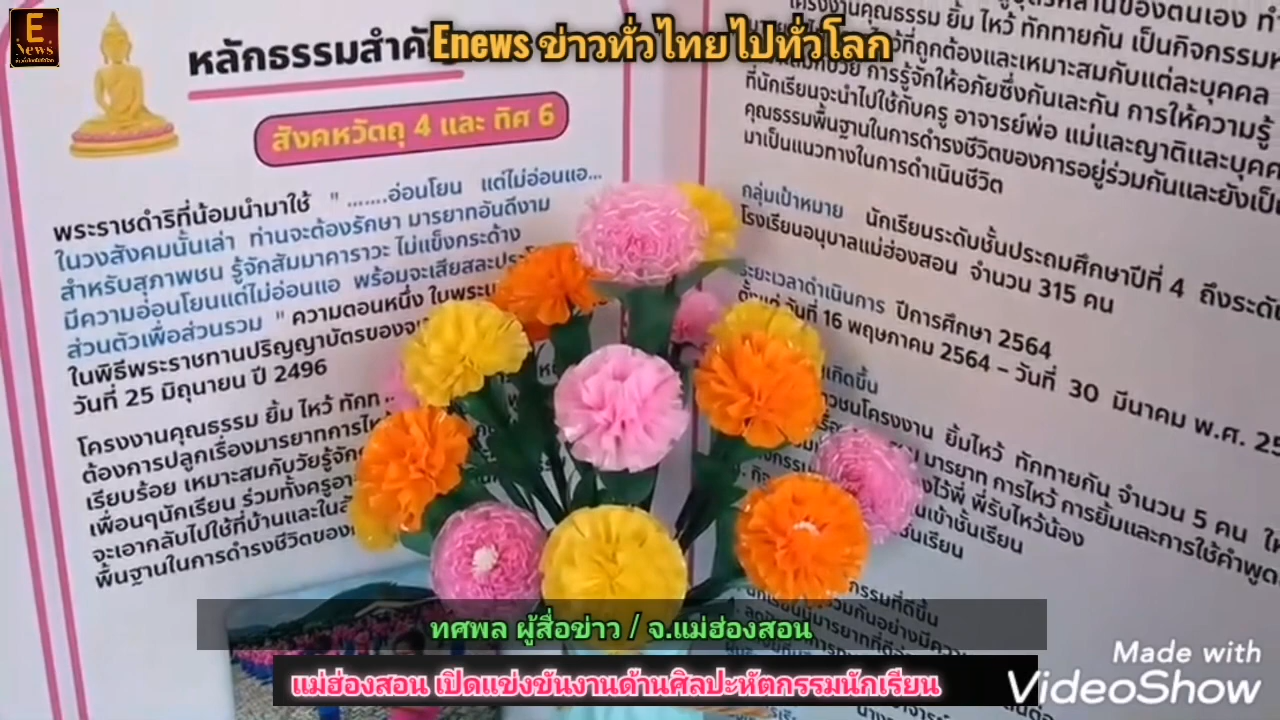 E
News
Enews ข่าวทั่วไทยไปทั่วโลก
หลักธรรมสำคั
สังคหวัตถุ 4 และ ทิศ 6
พระราชดำริที่น้อมนำมาใช้ " .......อ่อนโยน แต่ไม่อ่อนแอ...
ในวงสังคมนั้นเล่า ท่านจะต้องรักษา มารยาทอันดีงาม
สำหรับสุภาพชน รู้จักสัมมาคาราวะ ไม่แข็งกระด้าง
มีความอ่อนโยนแต่ไม่อ่อนแอ พร้อมจะเสียสละประโ
ส่วนตัวเพื่อส่วนรวม " ความตอนหนึ่ง ในพระบ
ในพิธีพระราชทานปริญญาบัตรของจุ
วันที่ 25 มิถุนายน ปี 2496
โครงงานคุณธรรม ยิ้ม ไหว้ ทักท
ต้องการปลูกเรื่องมารยาทการไห
เรียบร้อย เหมาะสมกับวัยรู้จัก
เพื่อนๆนักเรียน ร่วมทั้งครูอา
จะเอากลับไปใช้ที่บ้านและในสั
พื้นฐานในการดำรงชีวิตของ
ของตนเอง
โครงงานคุณธรรม ยิ้ม ไหว้ ทักทายกัน เป็นกิจกรรม
ที่ถูกต้องและเหมาะสมกับแต่ละบุคคล
การรู้จักให้อภัยซึ่งกันและกัน การให้ความรู้
ที่นักเรียนจะนำไปใช้กับครู อาจารย์พ่อ แม่และญาติและบุคค
คุณธรรมพื้นฐานในการดำรงชีวิตของการอยู่ร่วมกันและยังเป็น
มาเป็นแนวทางในการดำเนินชีวิต
กลุ่มเป้าหมาย นักเรียนระดับชั้นประถมศึกษาปีที่ 4 ถึงระดับ
โรงเรียนอนุบาลแม่ฮ่องสอน จำนวน 315 คน
ระยะเวลาดำเนินการ ปีการศึกษา 2564
ตั้งแต่ วันที่ 16 พฤษภาคม 2564 – วันที่ 30 มีนาคม พ.ศ. 25
เกิดขึ้น
โครงงาน ยิ้มไหว้ ทักทายกัน จำนวน 5 คน
มารยาท การไหว้ การยิ้มและการใช้คำพูด
ไว้พี่ พี่รับไหว้น้อง
เข้าชั้นเรียน
ชั้นเรียน
ทศพล ผู้สื่อข่าว / จ.แม่ฮ่องสอน
แม่ฮ่องสอน เปิดแข่งขันงานด้านศิลปะหัตกรรมนักเรียน
Made with
VideoShow